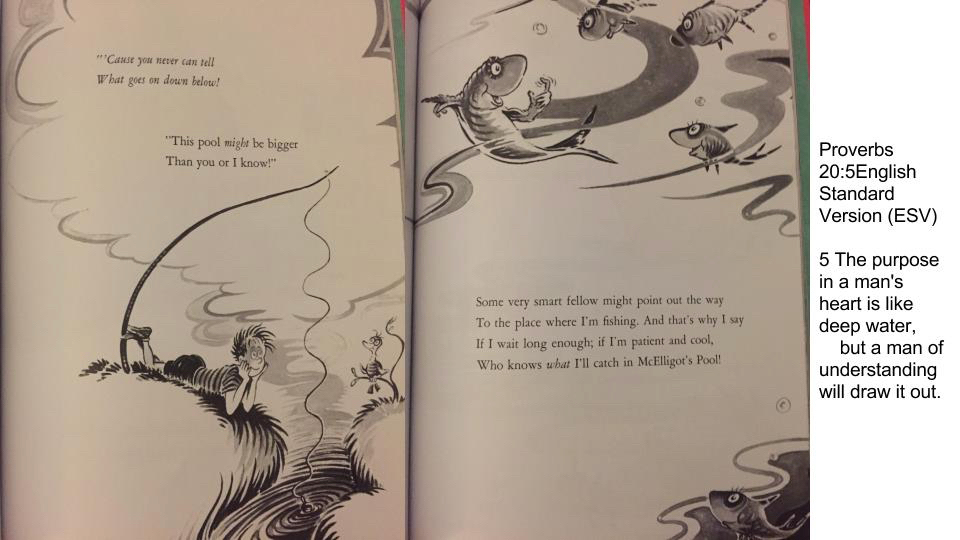 "'Cause you never can tell
What goes on down below!
"This pool might be bigger
Than you or I know!"
Some very smart fellow might point out the way
To the place where I'm fishing. And that's why I say
If I wait long enough; if I'm patient and cool,
Who knows what I'll catch in McElligot's Pool!
Proverbs
20:5English
Standard
Version (ESV)
5 The purpose
in a man's
heart is like
deep water,
but a man of
understanding
will draw it out.